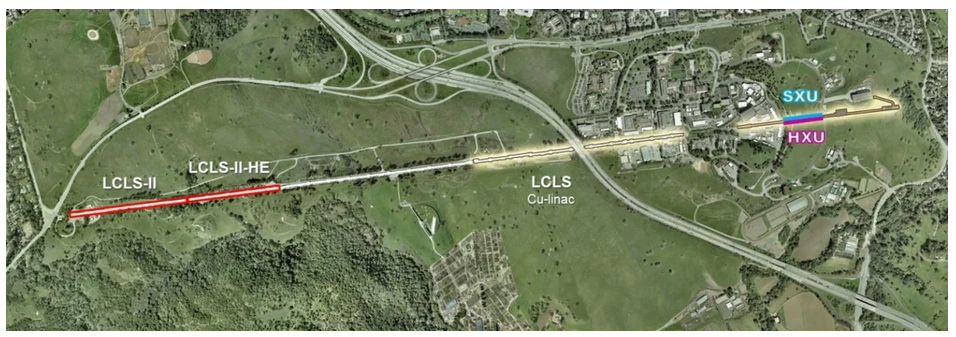 SXU
HXU
LCLS-II-HE
LCLS-II
LCLS
Cu-linac